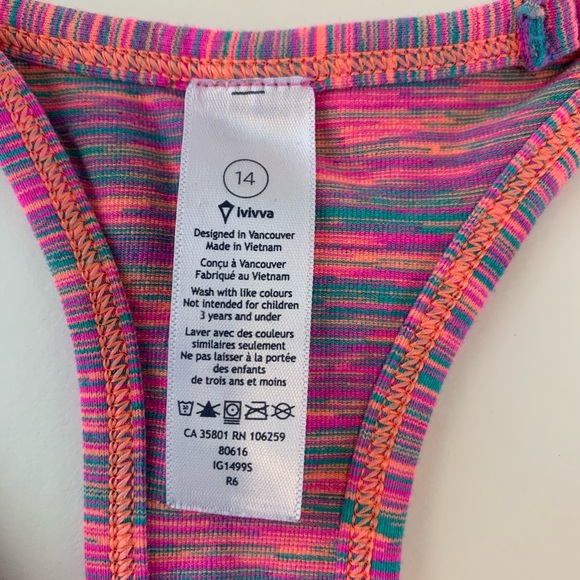 14
ivivva
Designed in Vancouver
Made in Vietnam
Conçu à Vancouver
Fabriqué au Vietnam
Wash with like colours
Not intended for children
3 years and under
Laver avec des couleurs
similaires seulement
Ne pas laisser à la portée
des enfants
de trois ans et moins
CA 35801 RN 106259
80616
IG1499S
R6